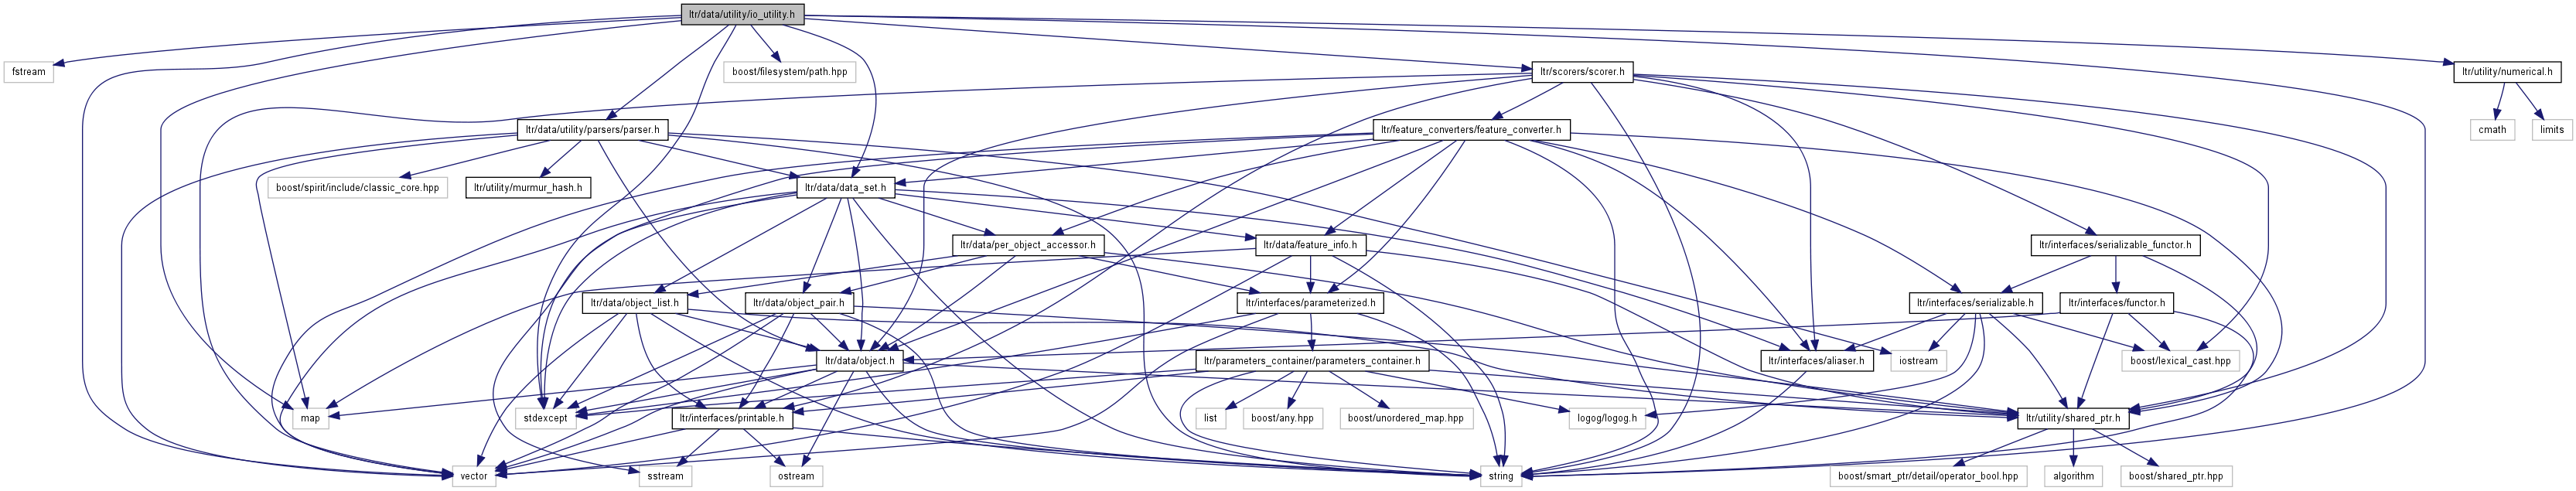 ltr/data/utility/io_utility.h
fstream
boost/filesystem/path.hpp
ltr/scorers/scorer.h
ltr/utility/numerical.h
ltr/data/utility/parsers/parser.h
ltr/feature_converters/feature_converter.h
cmath
limits
boost/spirit/include/classic_core.hpp
ltr/utility/murmur_hash.h
ltr/data/data_set.h
ltr/data/per_object_accessor.h
ltr/data/feature_info.h
ltr/interfaces/serializable_functor.h
ltr/data/object_list.h
ltr/data/object_pair.h
ltr/interfaces/parameterized.h
ltr/interfaces/serializable.h
ltr/interfaces/functor.h
ltr/data/object.h
ltr/parameters_container/parameters_container.h
ltr/interfaces/aliaser.h
iostream
boost/lexical_cast.hpp
map
stdexcept
ltr/interfaces/printable.h
list
boost/any.hpp
boost/unordered_map.hpp
logog/logog.h
ltr/utility/shared_ptr.h
vector
sstream
ostream
string
boost/smart_ptr/detail/operator_bool.hpp
algorithm
boost/shared_ptr.hpp